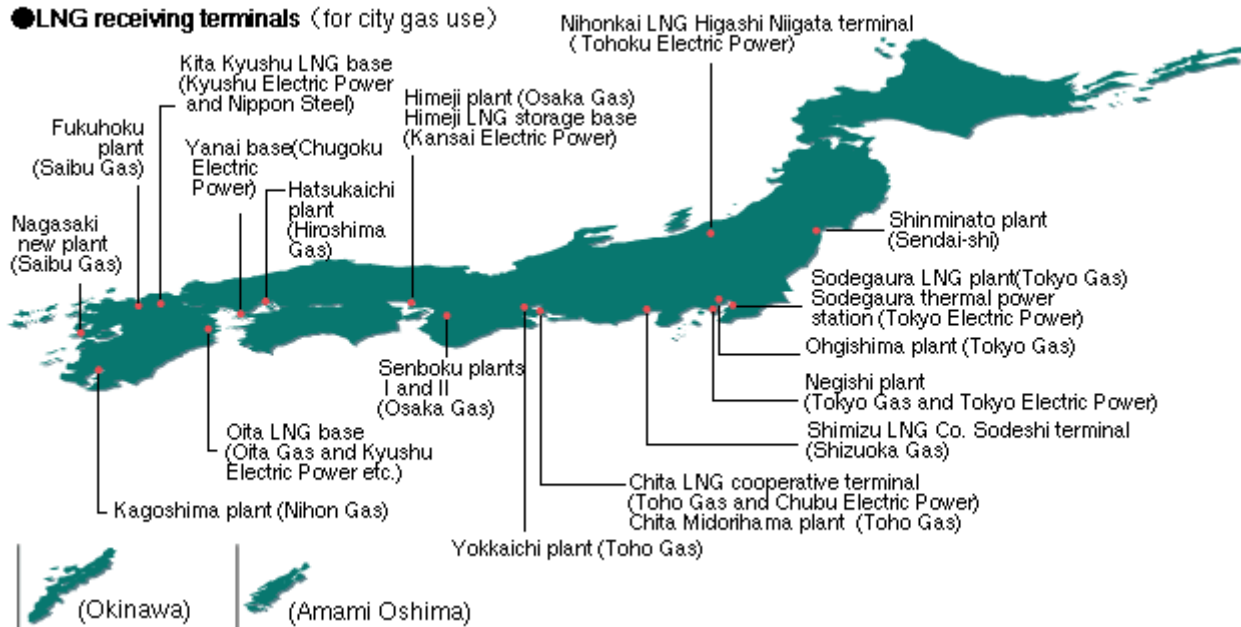 ●LNG receiving terminals (for city gas use)
Nihonkai LNG Higashi Niigata terminal
(Tohoku Electric Power)
Kita Kyushu LNG base
(Kyushu Electric Power
and Nippon Steel)
Himeji plant (Osaka Gas)
Himeji LNG storage base
(Kansai Electric Power)
Fukuhoku
plant
(Saibu Gas)
Yanai base(Chugoku
Electric
Power)
Hatsukaichi
plant
(Hiroshima
Gas)
Nagasaki
new plant
(Saibu Gas)
Shinminato plant
(Sendai-shi)
Sodegaura LNG plant(Tokyo Gas)
Sodegaura thermal power
station (Tokyo Electric Power)
Ohgishima plant (Tokyo Gas)
Senboku plants
I and II
(Osaka Gas)
Negishi plant
(Tokyo Gas and Tokyo Electric Power)
Shimizu LNG Co. Sodeshi terminal
(Shizuoka Gas)
Oita LNG base
(Oita Gas and Kyushu
Electric Power etc.)
Chita LNG cooperative terminal
(Toho Gas and Chubu Electric Power)
Chita Midorihama plant (Toho Gas)
Kagoshima plant (Nihon Gas)
Yokkaichi plant (Toho Gas)
(Okinawa)
(Amami Oshima)